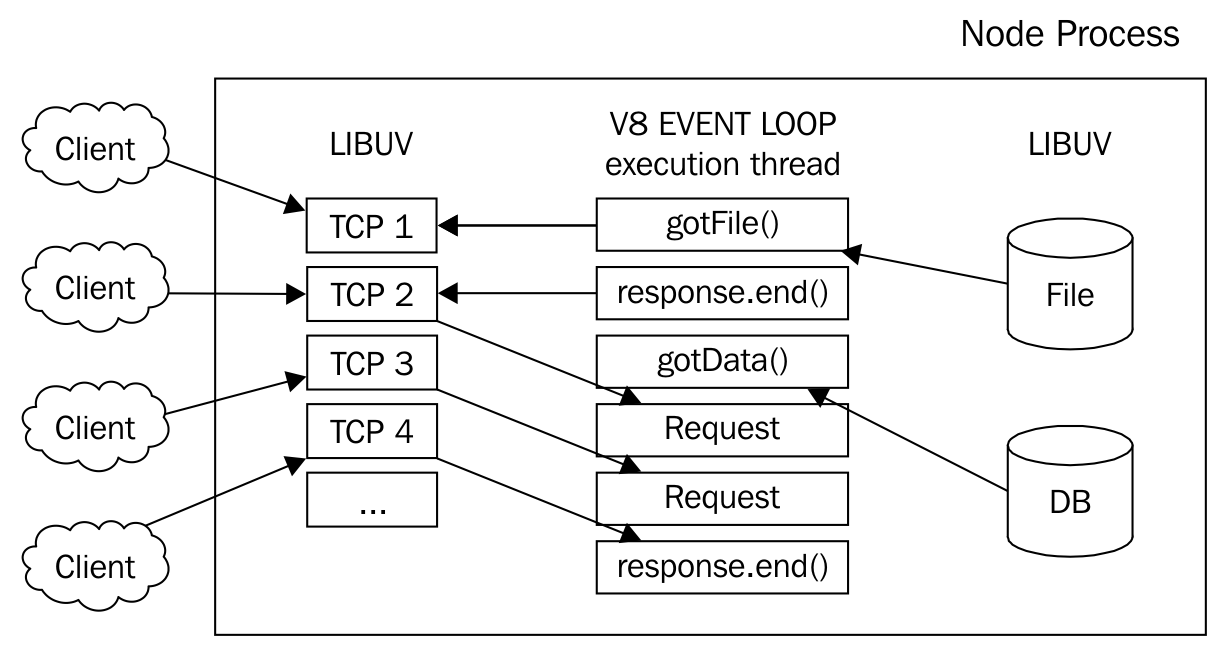 Node Process
Client
Client
Client
Client
LIBUV
TCP 1
TCP 2
TCP 3
TCP 4
...
V8 EVENT LOOP
execution thread
gotFile()
response.end()
gotData()
Request
Request
response.end()
LIBUV
File
DB